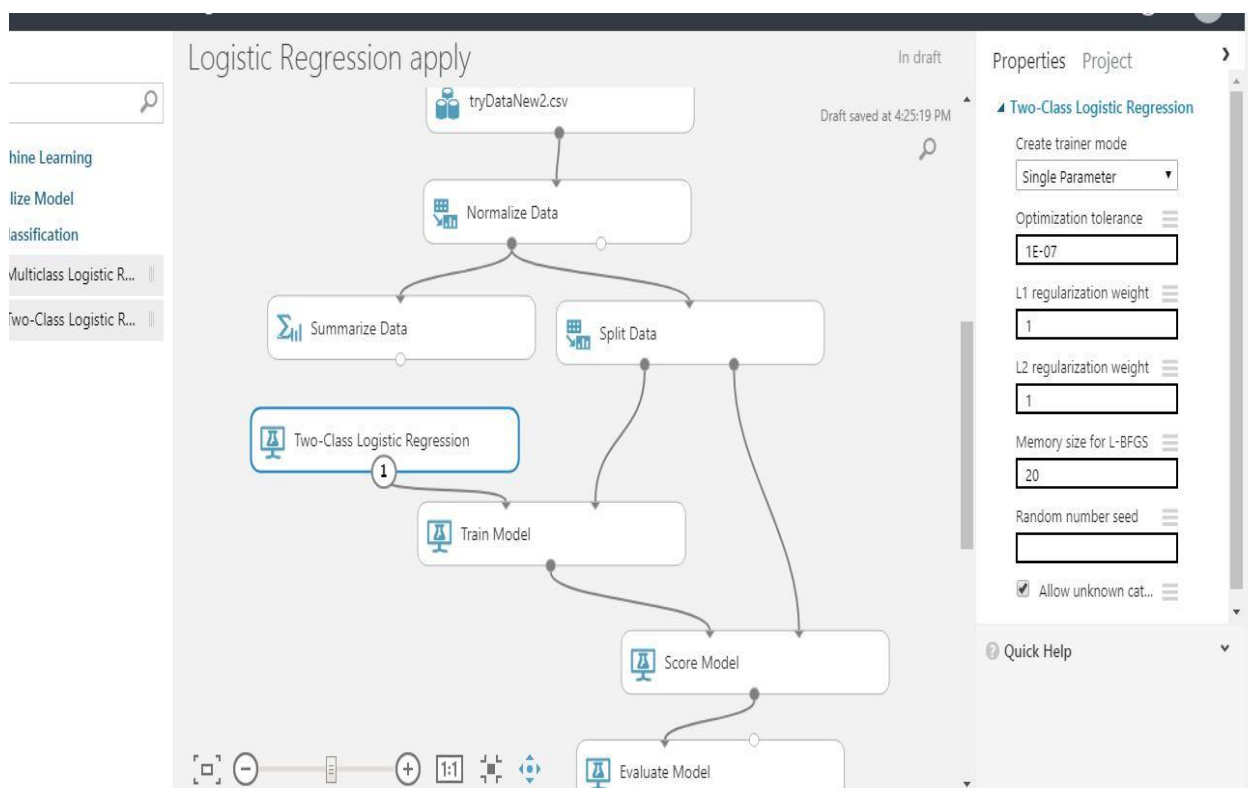 Logistic Regression apply
In draft
Draft saved at 4:25:19 PM
hine Learning
lize Model
lassification
Multiclass Logistic R...
Two-Class Logistic R...
tryDataNew2.csv
Normalize Data
Summarize Data
Split Data
Two-Class Logistic Regression
1
Train Model
Score Model
Evaluate Model
1:1
Properties Project
Two-Class Logistic Regression
Create trainer mode
Single Parameter
Optimization tolerance
1E-07
L1 regularization weight
1
L2 regularization weight
1
Memory size for L-BFGS
20
Random number seed
Allow unknown cat...
? Quick Help